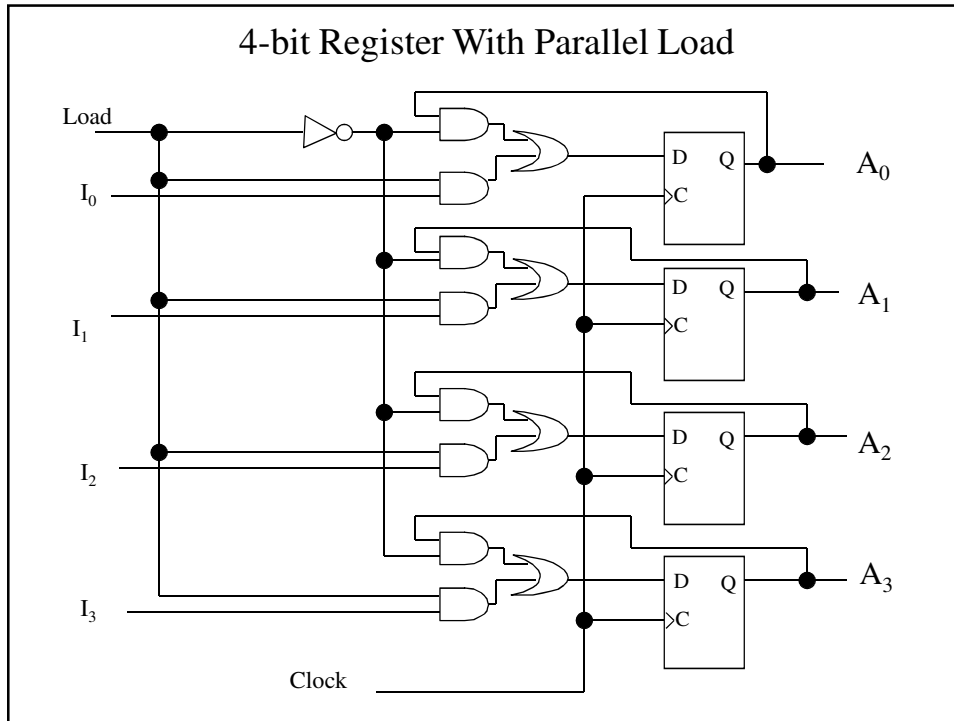 4-bit Register With Parallel Load
Load
I₀
D Q
C
A₀
I₁
D Q
C
A₁
I₂
D Q
C
A₂
I₃
D Q
C
A₃
Clock